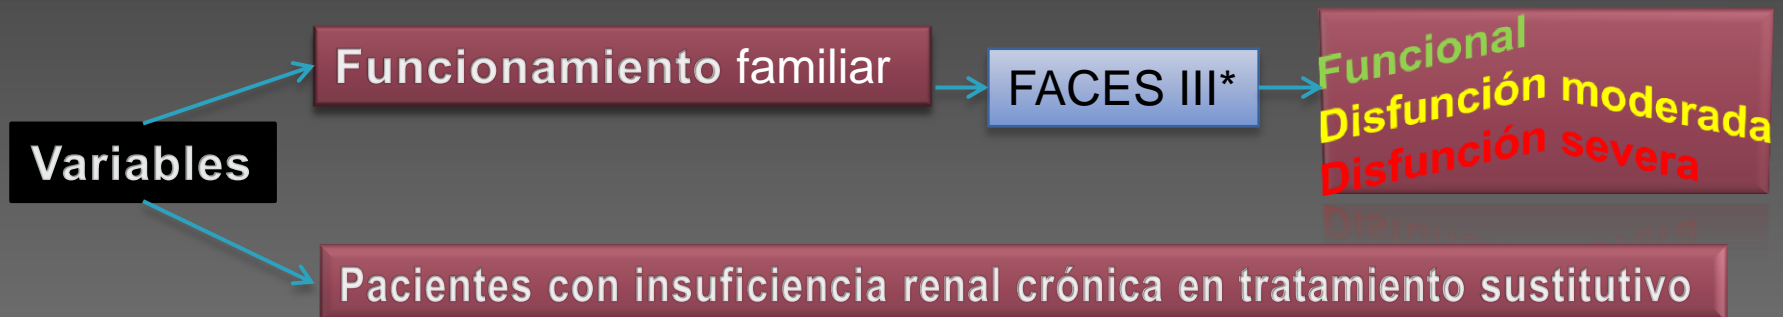 Variables
Funcionamiento familiar
FACES III*
Funcional
Disfunción moderada
Disfunción severa
Pacientes con insuficiencia renal crónica en tratamiento sustitutivo